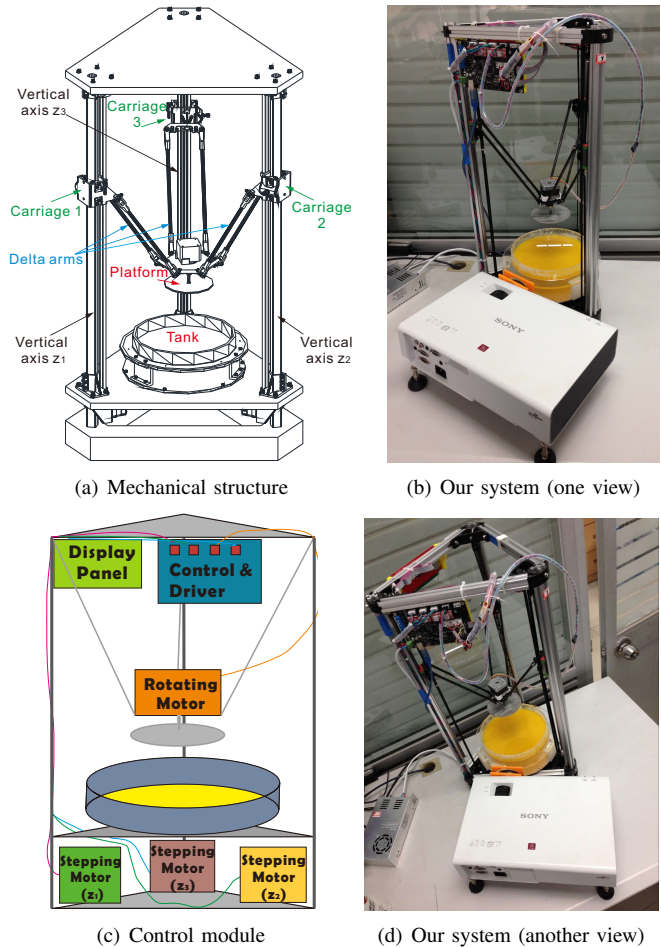 Vertical
axis z3
Carriage
3
Carriage 1
Carriage
2
Delta arms
Platform
Tank
Vertical
axis z1
Vertical
axis z2
(a) Mechanical structure
SONY
(b) Our system (one view)
Display
Panel
Control &
Driver
Rotating
Motor
Stepping
Motor
(z1)
Stepping
Motor
(z3)
Stepping
Motor
(z2)
(c) Control module
SONY
(d) Our system (another view)